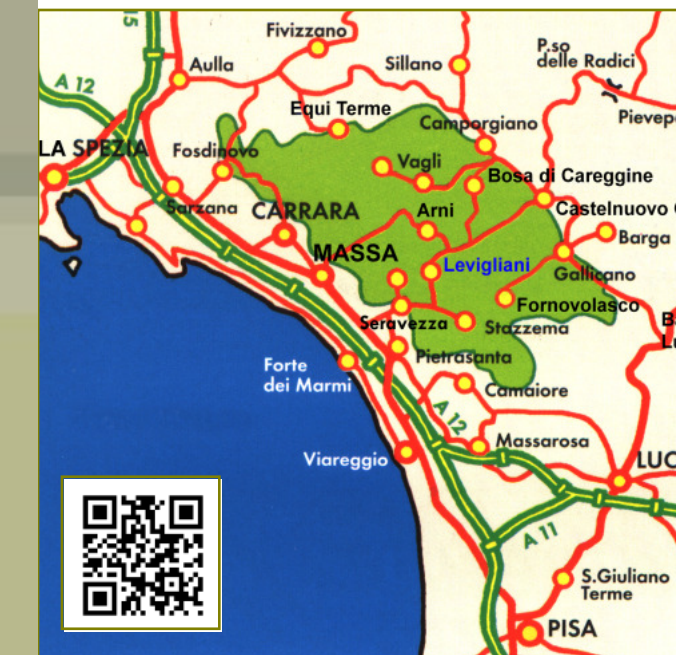 15
Fivizzano
Aulla
Sillano
P.so
delle Radici
A 12
Equi Terme
Camporgiano
Pievep
LA SPEZIA
Fosdinovo
Vagli
Bosa di Careggine
Sarzana
CARRARA
Arni
Castelnuovo
Barga
MASSA
Levigliani
Gallicano
Fornovolasco
Seravezza
Stazzema
Pietrasanta
Forte
dei Marmi
Camaiore
A 12
Massarosa
Viareggio
LUC
A 11
S.Giuliano
Terme
PISA